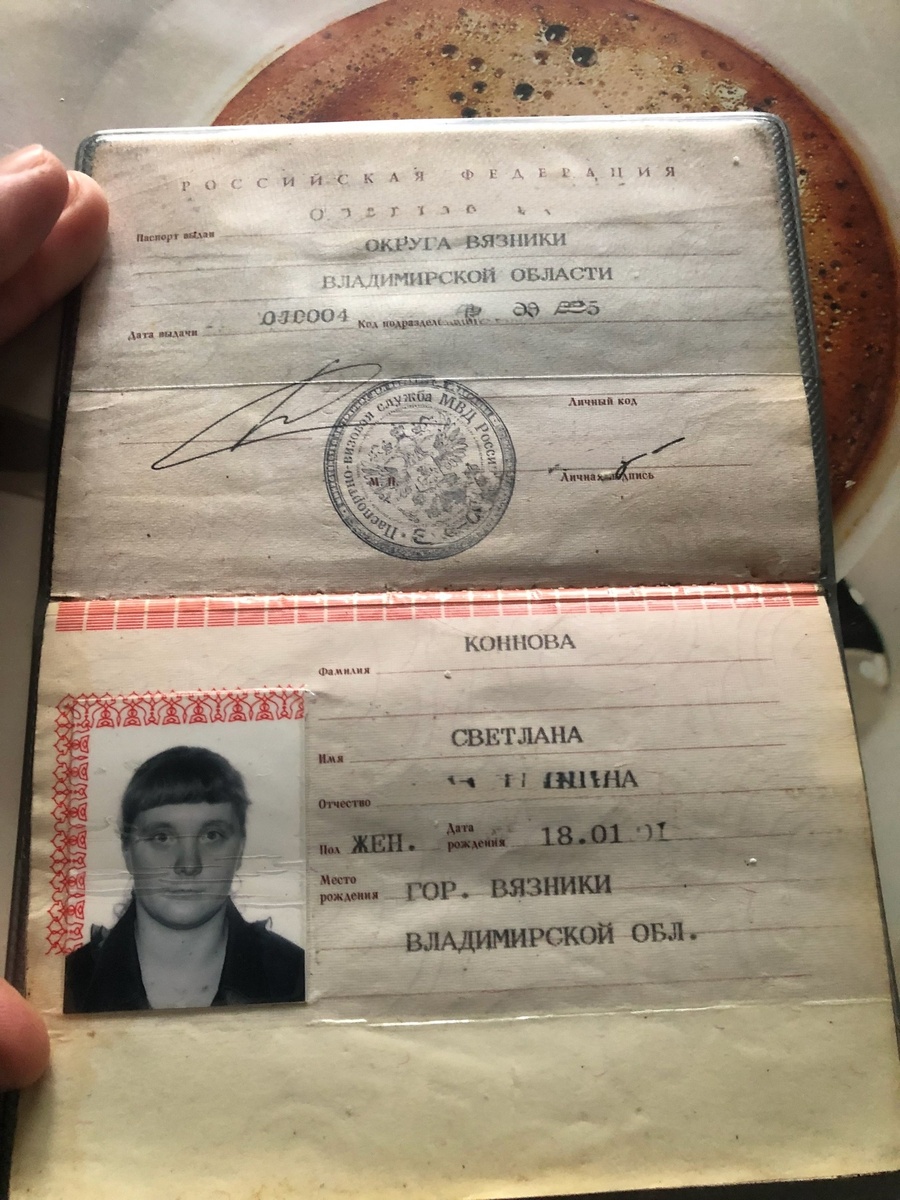 РОССИЙСКАЯ ФЕДЕРАЦИЯ
Паспорт выдан
ОКРУГА ВЯЗНИКИ
ВЛАДИМИРСКОЙ ОБЛАСТИ
Дата выдачи Код
Личный код
Паспортно-визовая служба МВД России
М. П.
Личная подпись
КОННОВА
Фамилия
СВЕТЛАНА
Имя
Отчество
Пол ЖЕН. Дата рождения 18.01
Место рождения ГОР. ВЯЗНИКИ
ВЛАДИМИРСКОЙ ОБЛ.